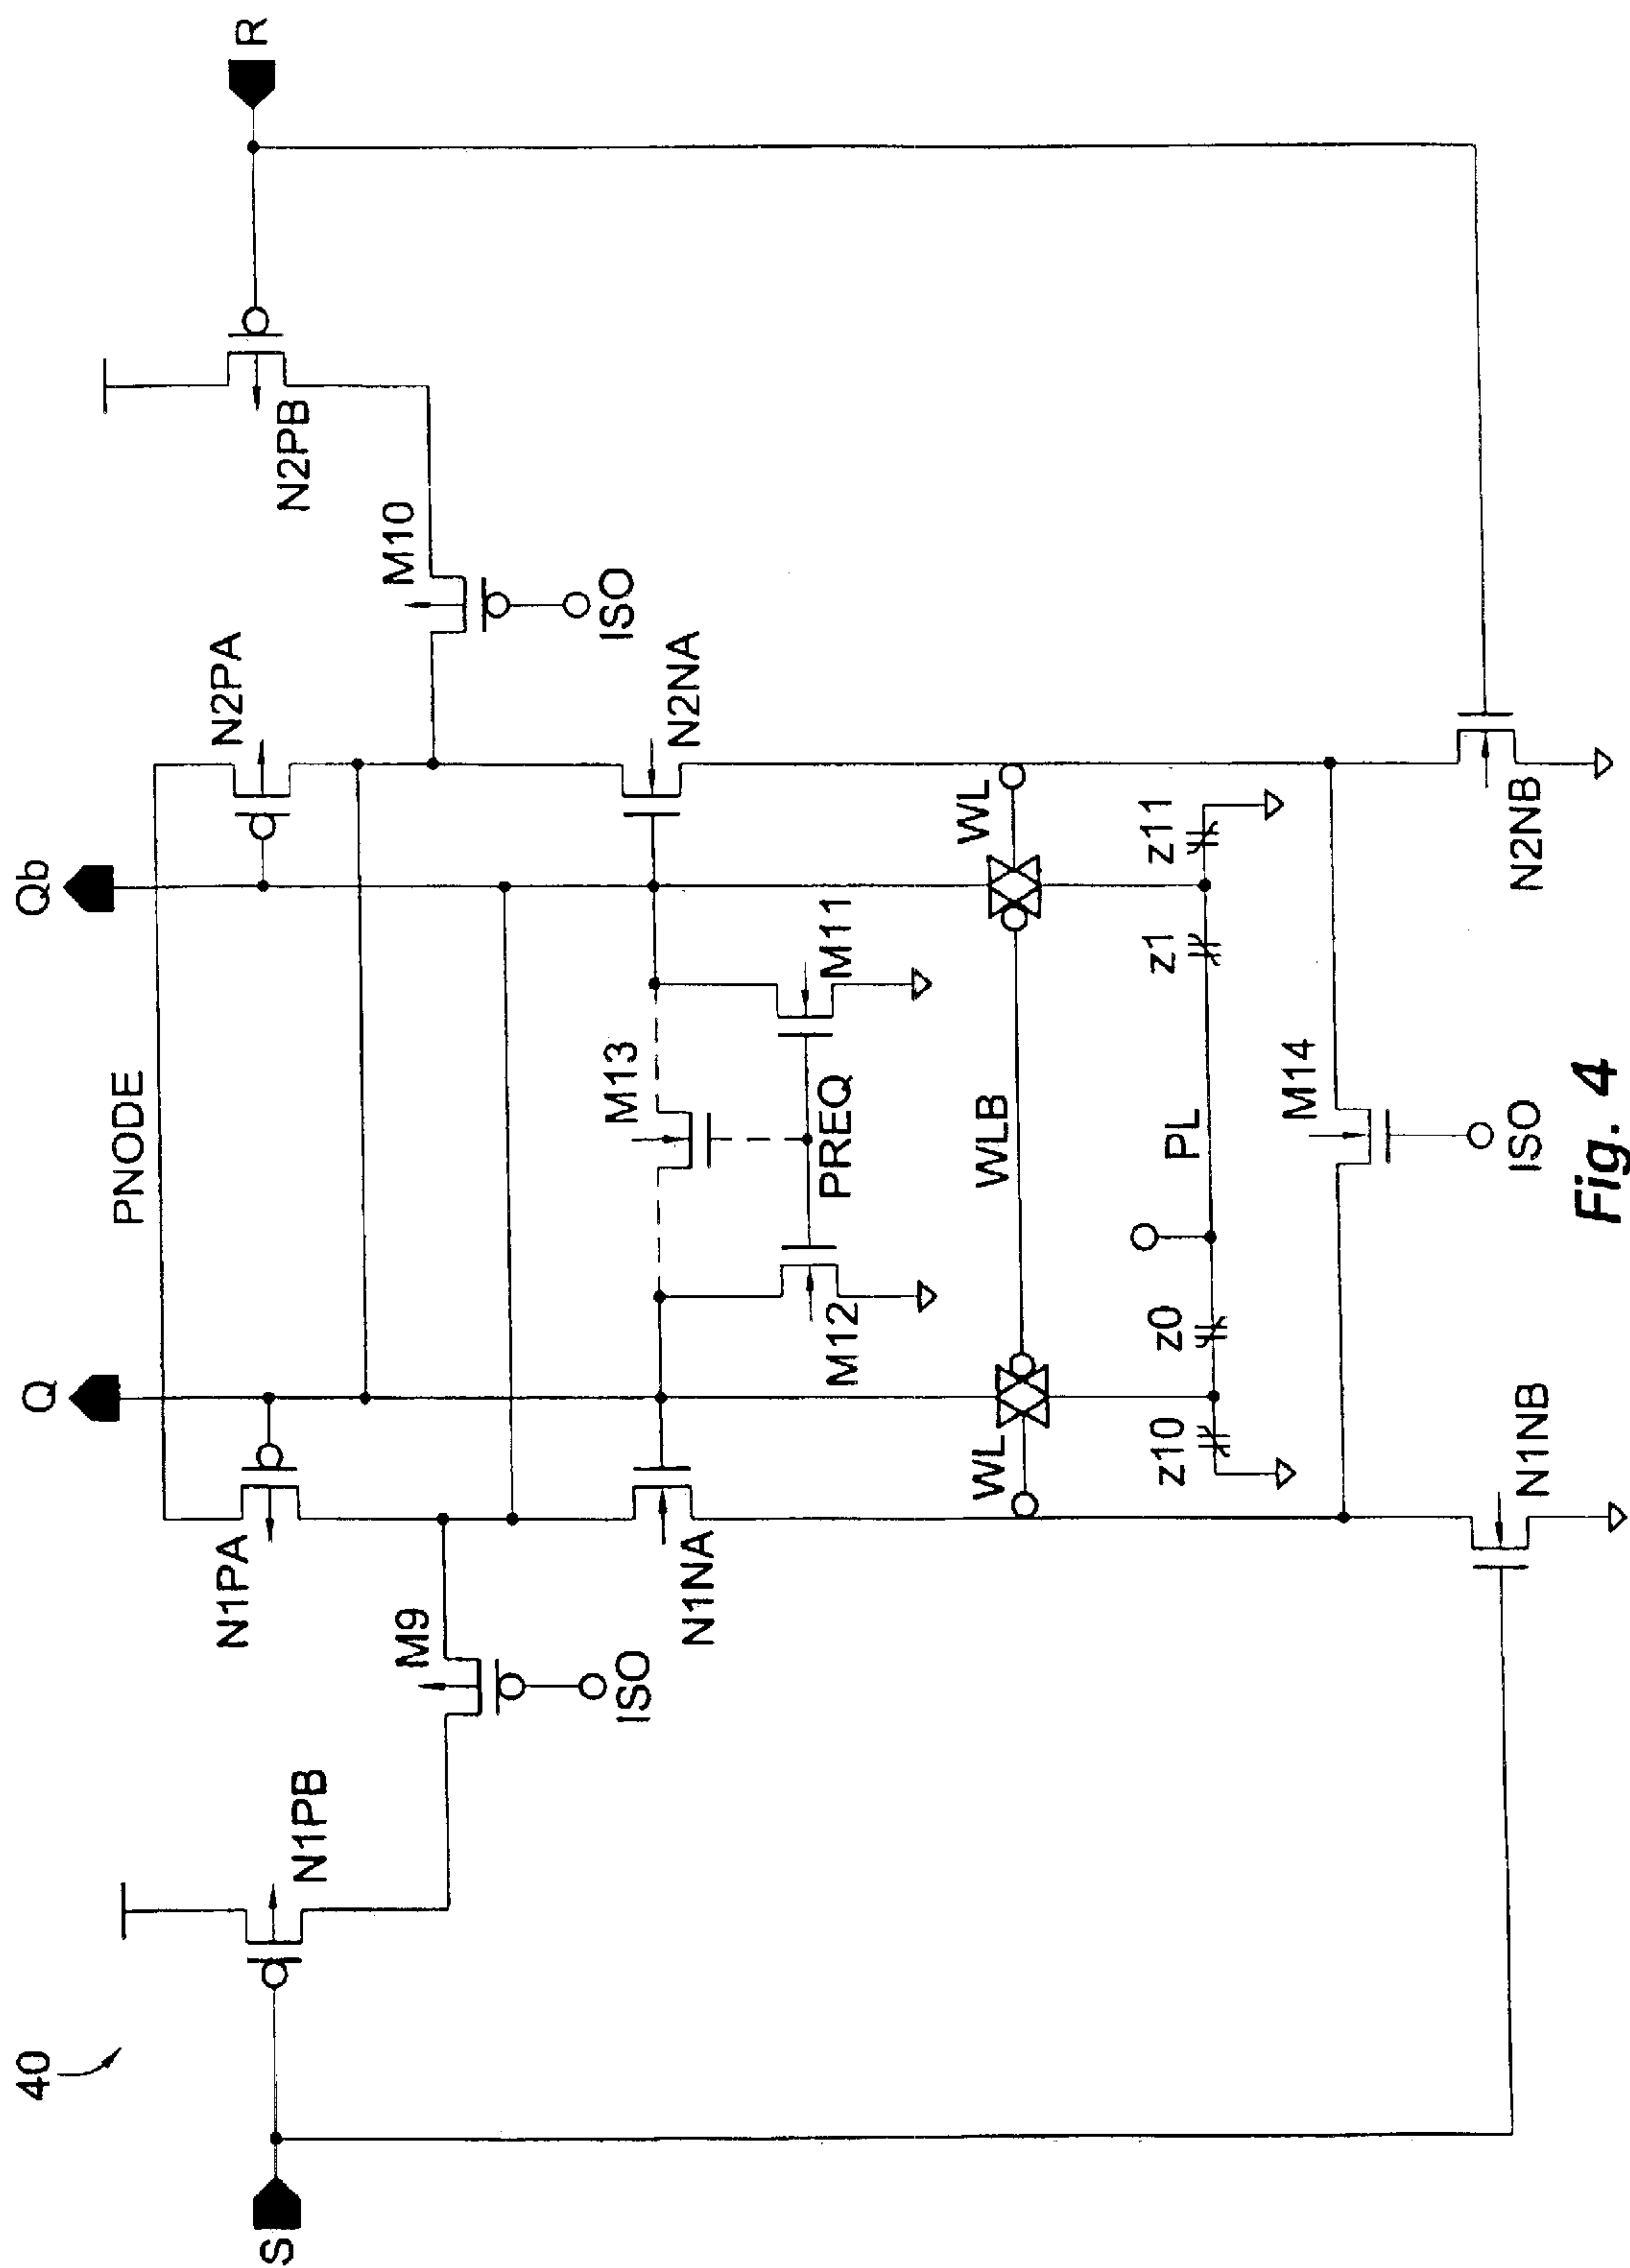 40
Q
Qb
PNODE
S
N1PB
N1PA
N2PA
N2PB
R
M9
M10
ISO
N1NA
M13
N2NA
ISO
M12
PREQ
M11
WL
WLB
WL
z10
z0
PL
z1
z11
M14
N1NB
ISO
N2NB
Fig. 4